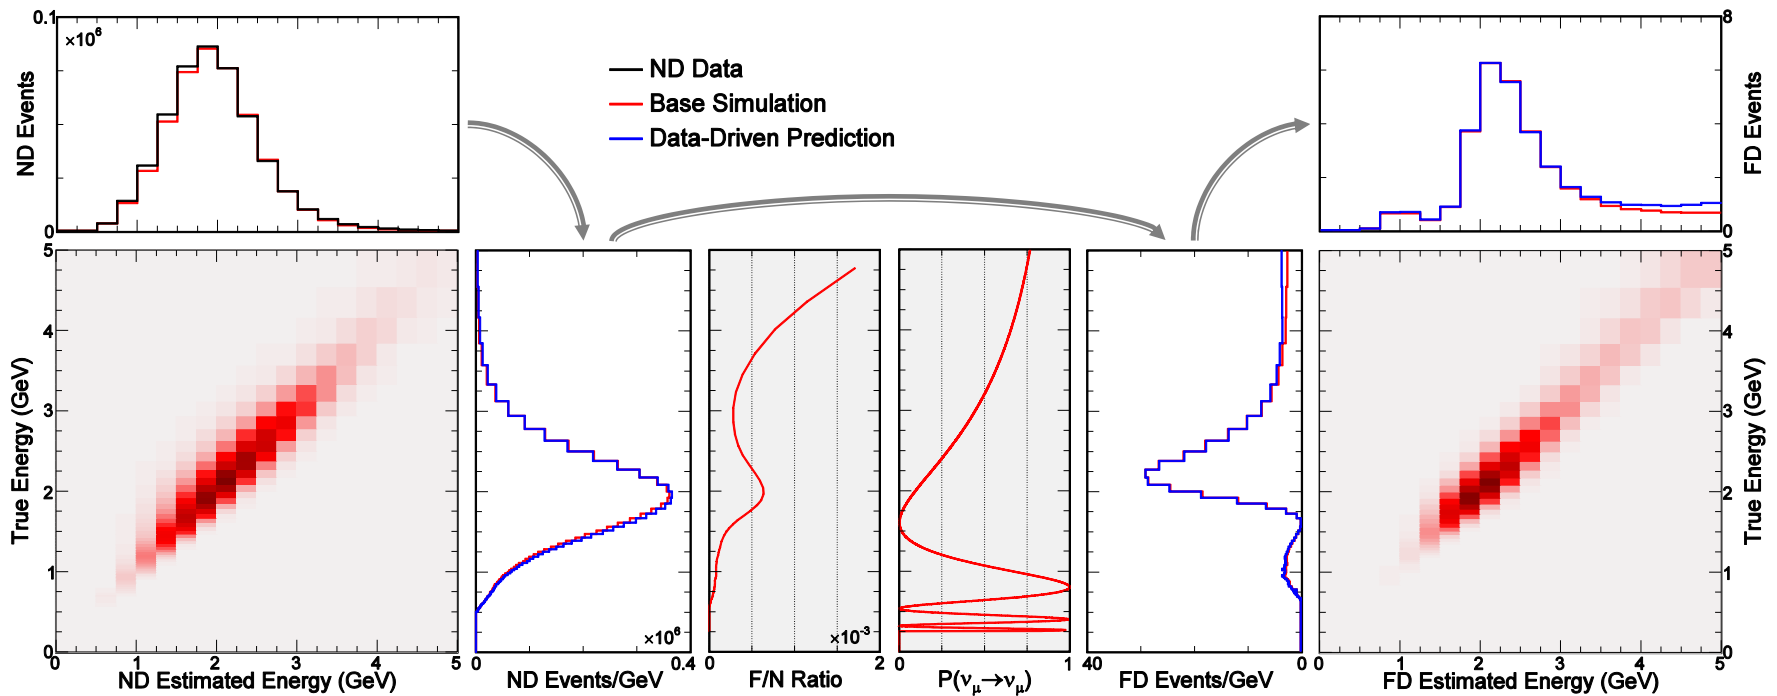 0.1
×10⁶
0
ND Events
ND Data
Base Simulation
Data-Driven Prediction
8
0
FD Events
5
4
3
2
1
0
True Energy (GeV)
0 1 2 3 4 5
ND Estimated Energy (GeV)
×10⁶
0 0.4
ND Events/GeV
×10⁻³
0 2
F/N Ratio
0 1
P(νμ→νμ)
40 0
FD Events/GeV
5
4
3
2
1
0
True Energy (GeV)
1 2 3 4 5
FD Estimated Energy (GeV)